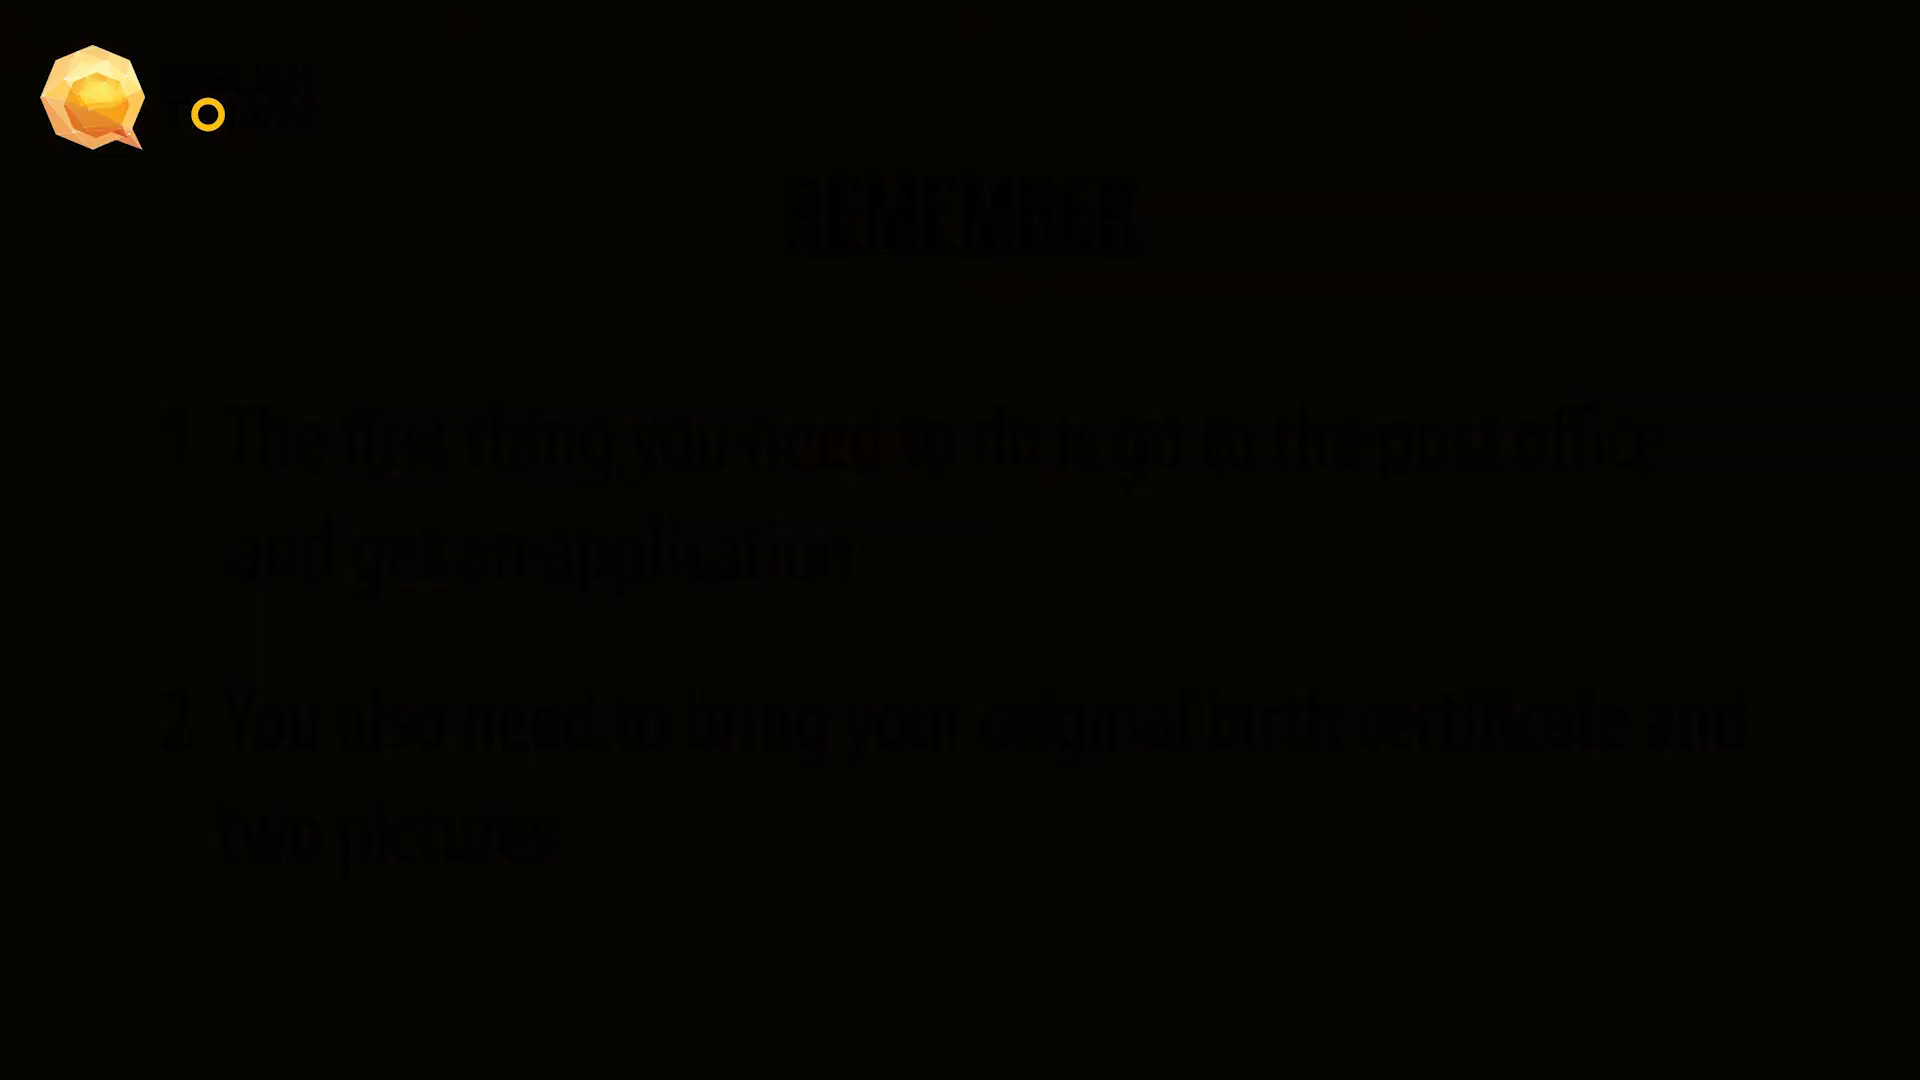 ENGLISH
REMEMBER
1 The first thing you need to do is go to the post office
and get an application
2 You also need to bring your original birth certificate and
two pictures